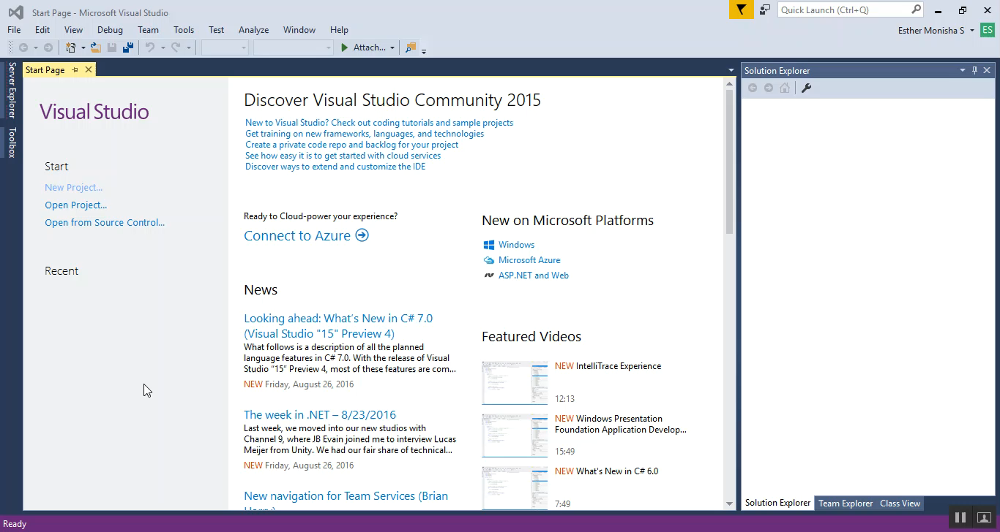 Start Page - Microsoft Visual Studio
Quick Launch (Ctrl+Q)
File Edit View Debug Team Tools Test Analyze Window Help
Esther Monisha S
ES
Attach...
Server Explorer
Toolbox
Start Page
Visual Studio
Start
New Project...
Open Project...
Open from Source Control...
Recent
Discover Visual Studio Community 2015
New to Visual Studio? Check out coding tutorials and sample projects
Get training on new frameworks, languages, and technologies
Create a private code repo and backlog for your project
See how easy it is to get started with cloud services
Discover ways to extend and customize the IDE
Ready to Cloud-power your experience?
Connect to Azure
News
Looking ahead: What's New in C# 7.0
(Visual Studio "15" Preview 4)
What follows is a description of all the planned
language features in C# 7.0. With the release of Visual
Studio "15" Preview 4, most of these features are com...
NEW Friday, August 26, 2016
The week in .NET – 8/23/2016
Last week, we moved into our new studios with
Channel 9, where JB Evain joined me to interview Lucas
Meijer from Unity. We had our fair share of technical...
NEW Friday, August 26, 2016
New navigation for Team Services (Brian
Harry)
New on Microsoft Platforms
Windows
Microsoft Azure
ASP.NET and Web
Featured Videos
NEW IntelliTrace Experience
12:13
NEW Windows Presentation
Foundation Application Develop...
15:49
NEW What's New in C# 6.0
7:49
Solution Explorer
Solution Explorer Team Explorer Class View
Ready